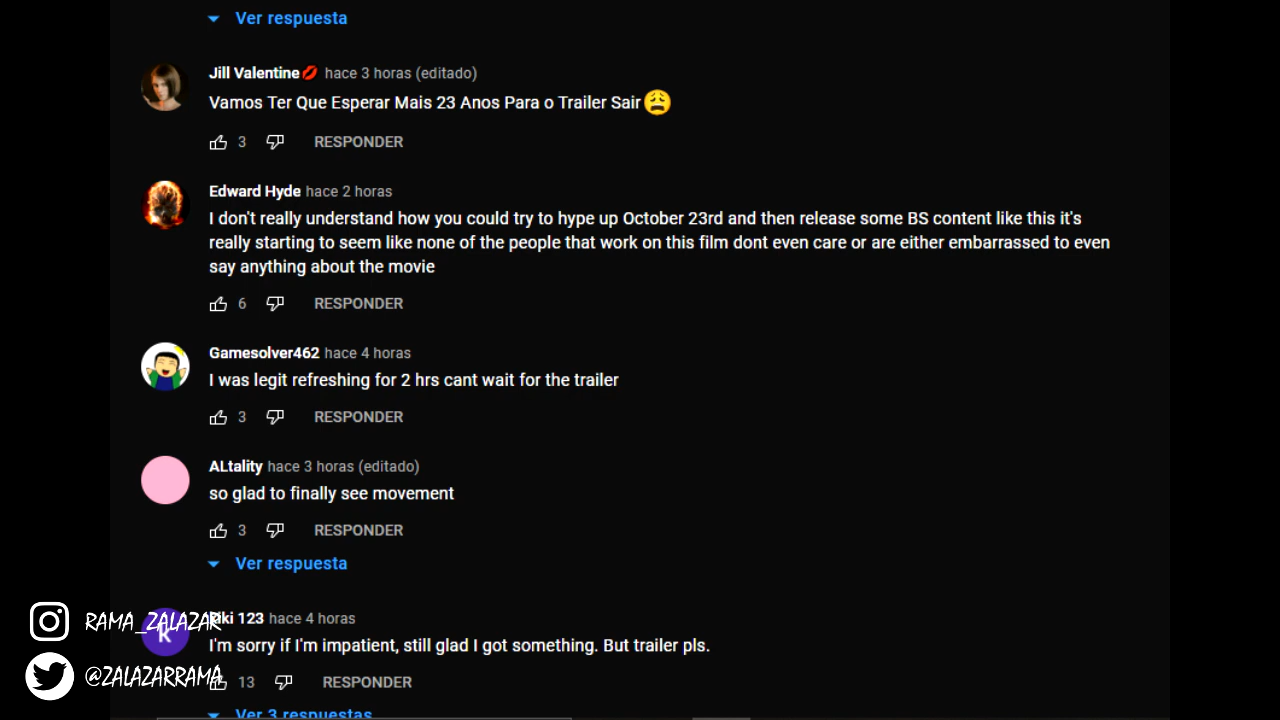 Ver respuesta
Jill Valentine💋 hace 3 horas (editado)
Vamos Ter Que Esperar Mais 23 Anos Para o Trailer Sair😩
3 RESPONDER
Edward Hyde hace 2 horas
I don't really understand how you could try to hype up October 23rd and then release some BS content like this it's
really starting to seem like none of the people that work on this film dont even care or are either embarrassed to even
say anything about the movie
6 RESPONDER
Gamesolver462 hace 4 horas
I was legit refreshing for 2 hrs cant wait for the trailer
3 RESPONDER
ALtality hace 3 horas (editado)
so glad to finally see movement
3 RESPONDER
Ver respuesta
RAMA_ZALAZAR
K
123 hace 4 horas
I'm sorry if I'm impatient, still glad I got something. But trailer pls.
@ZALAZARRAMA
13 RESPONDER
Ver 3 respuestas